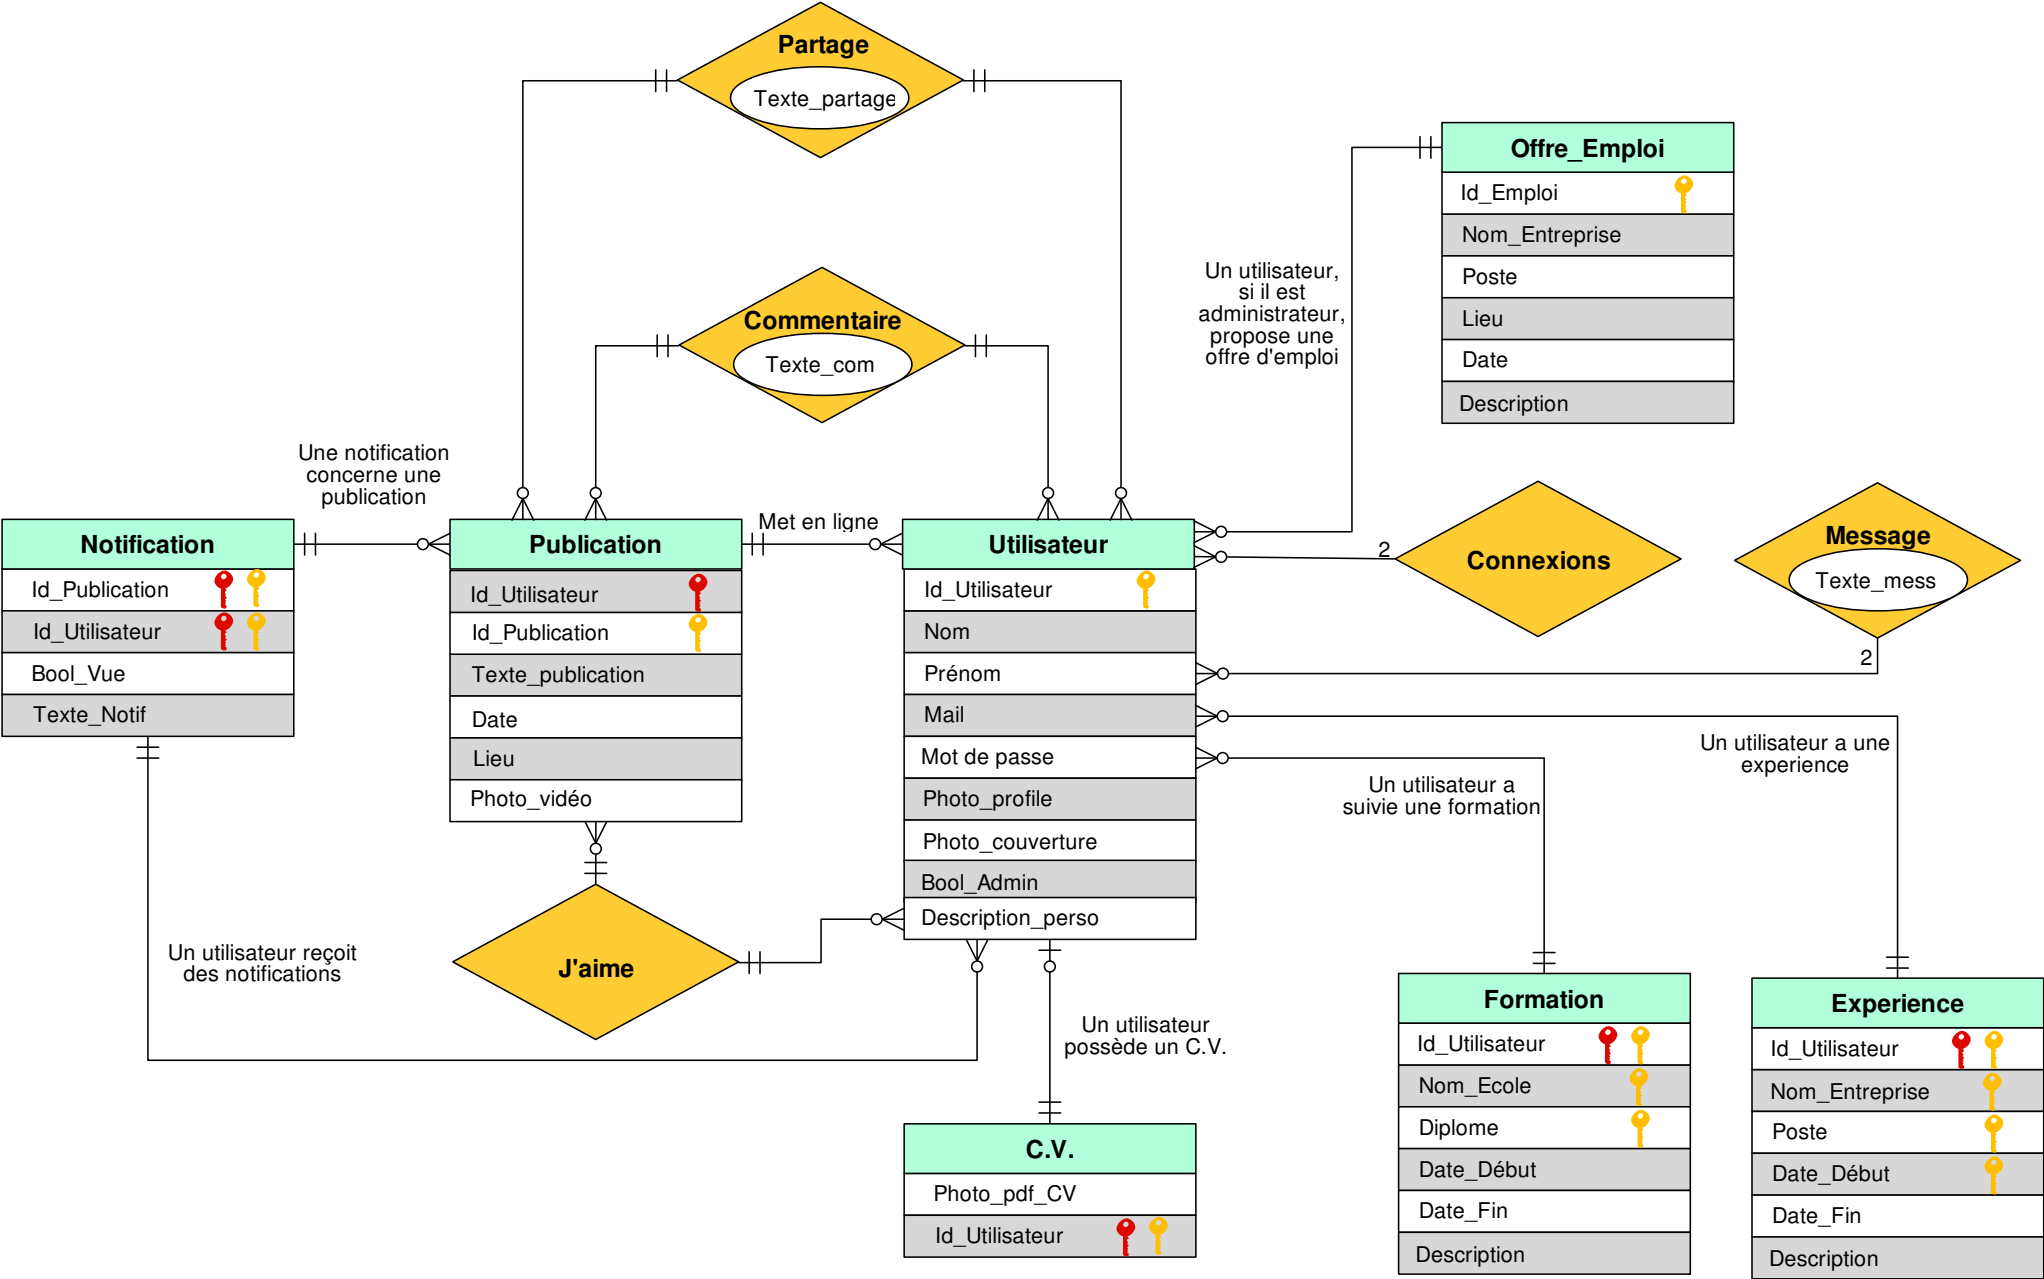 Partage
Texte_partage
Offre_Emploi
Id_Emploi
Nom_Entreprise
Poste
Lieu
Date
Description
Un utilisateur,
si il est
administrateur,
propose une
offre d'emploi
Commentaire
Texte_com
Une notification
concerne une
publication
Met en ligne
Notification
Id_Publication
Id_Utilisateur
Bool_Vue
Texte_Notif
Publication
Id_Utilisateur
Id_Publication
Texte_publication
Date
Lieu
Photo_vidéo
Utilisateur
Id_Utilisateur
Nom
Prénom
Mail
Mot de passe
Photo_profile
Photo_couverture
Bool_Admin
Description_perso
2
Connexions
Message
Texte_mess
2
Un utilisateur a une
experience
Un utilisateur a
suivie une formation
Un utilisateur reçoit
des notifications
J'aime
Un utilisateur
possède un C.V.
C.V.
Photo_pdf_CV
Id_Utilisateur
Formation
Id_Utilisateur
Nom_Ecole
Diplome
Date_Début
Date_Fin
Description
Experience
Id_Utilisateur
Nom_Entreprise
Poste
Date_Début
Date_Fin
Description